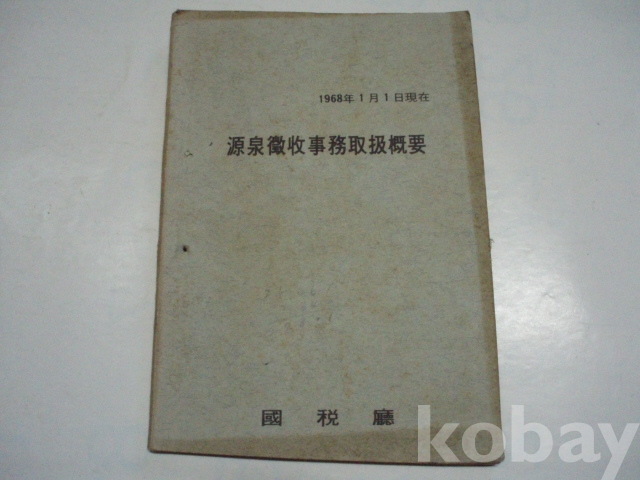 1968年 1月 1日現在
源泉徵收事務取扱槪要
國稅廳
kobay